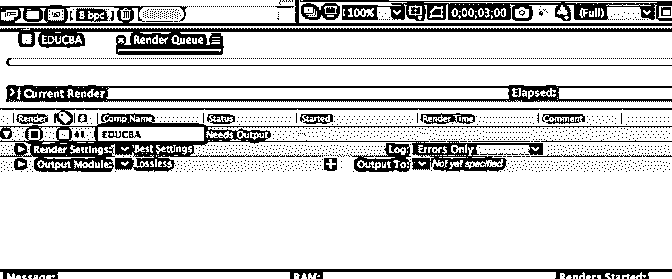 8 bpc 100% 0;00;03;00 (Full)
EDUCBA × Render Queue
Current Render Elapsed:
Render # Comp Name Status Started Render Time Comment
1 EDUCBA Needs Output
Render Settings: Best Settings Log: Errors Only
Output Module: Lossless + Output To: Not yet specified
Message: RAM: Renders Started: